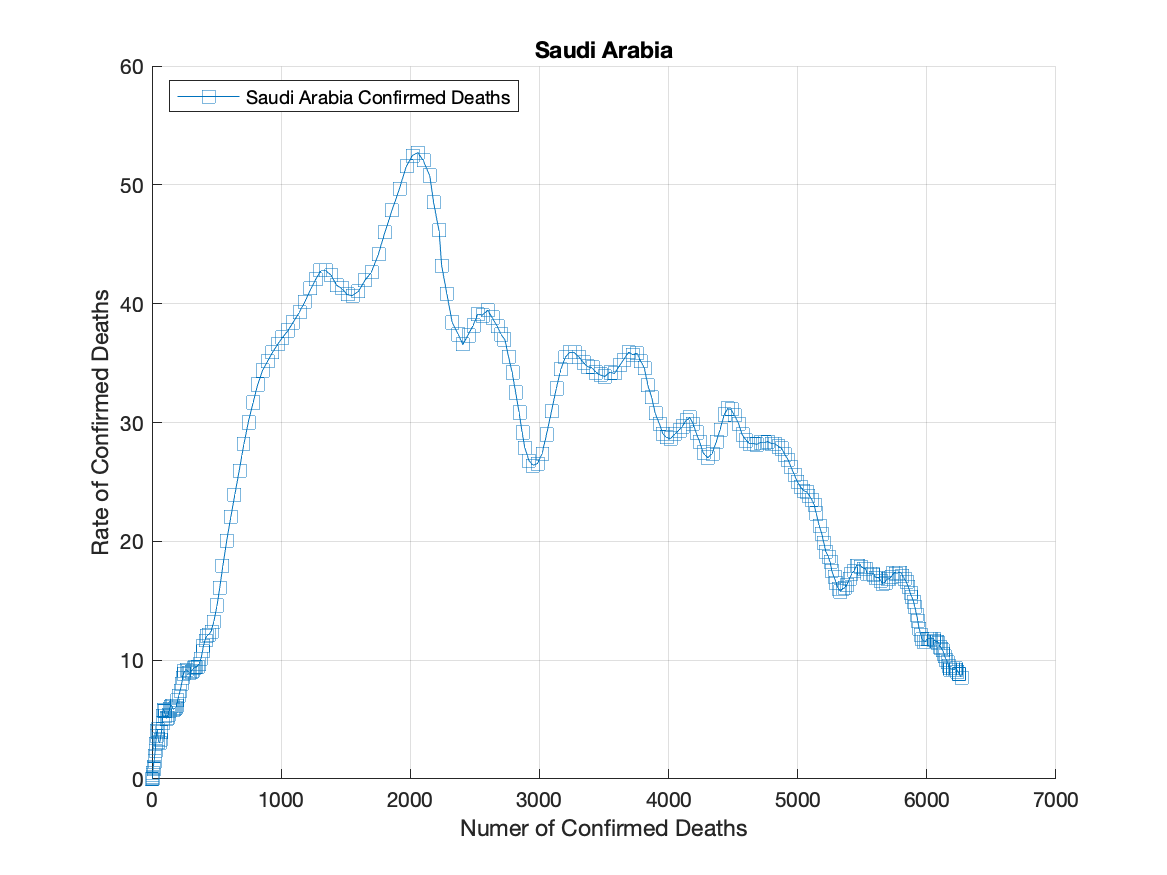 Saudi Arabia
Saudi Arabia Confirmed Deaths
60
50
40
30
20
10
0
Rate of Confirmed Deaths
0 1000 2000 3000 4000 5000 6000 7000
Numer of Confirmed Deaths